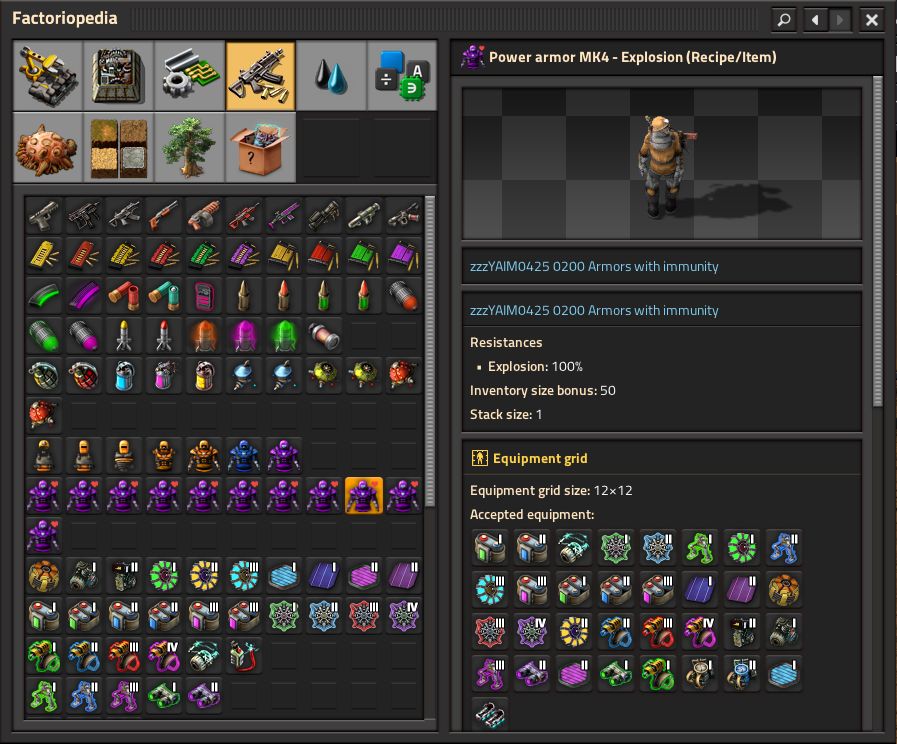 Factoriopedia
Power armor MK4 - Explosion (Recipe/Item)
zzzYAIM0425 0200 Armors with immunity
zzzYAIM0425 0200 Armors with immunity
Resistances
▪ Explosion: 100%
Inventory size bonus: 50
Stack size: 1
Equipment grid
Equipment grid size: 12×12
Accepted equipment: